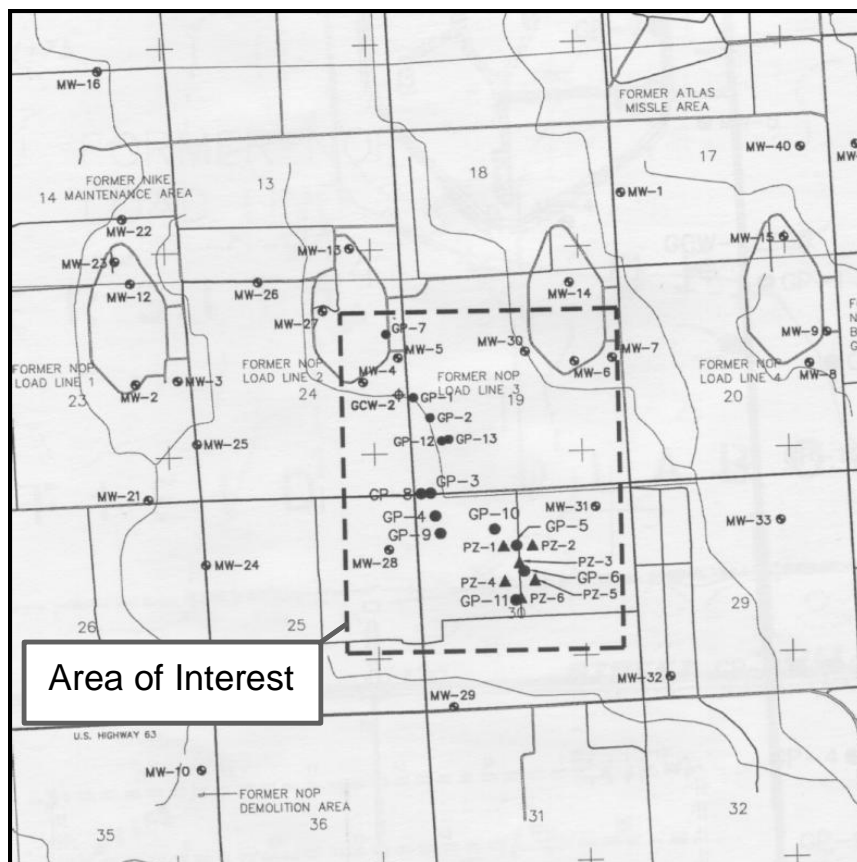 MW-16
FORMER ATLAS
MISSLE AREA
17
MW-40
MW-
18
13
FORMER NIKE
14 MAINTENANCE AREA
MW-1
MW-22
MW-15
MW-23
MW-13
MW-12
MW-26
MW-14
MW-27
GP-7
MW-9
MW-30
MW-5
MW-7
FORMER NOP
LOAD LINE 1
FORMER NOP
LOAD LINE 2
MW-4
FORMER NOP
LOAD LINE 3
MW-6
FORMER NOP
LOAD LINE 4
MW-8
23
MW-2
MW-3
24
GCW-2
GP-1
19
20
GP-2
GP-12
GP-13
MW-25
MW-21
GP-8
GP-3
GP-10
MW-31
MW-33
GP-4
GP-5
GP-9
PZ-1
PZ-2
MW-28
MW-24
PZ-3
PZ-4
GP-6
PZ-5
GP-11
PZ-6
30
29
26
25
Area of Interest
MW-32
MW-29
U.S. HIGHWAY 63
MW-10
FORMER NOP
DEMOLITION AREA
35
36
31
32